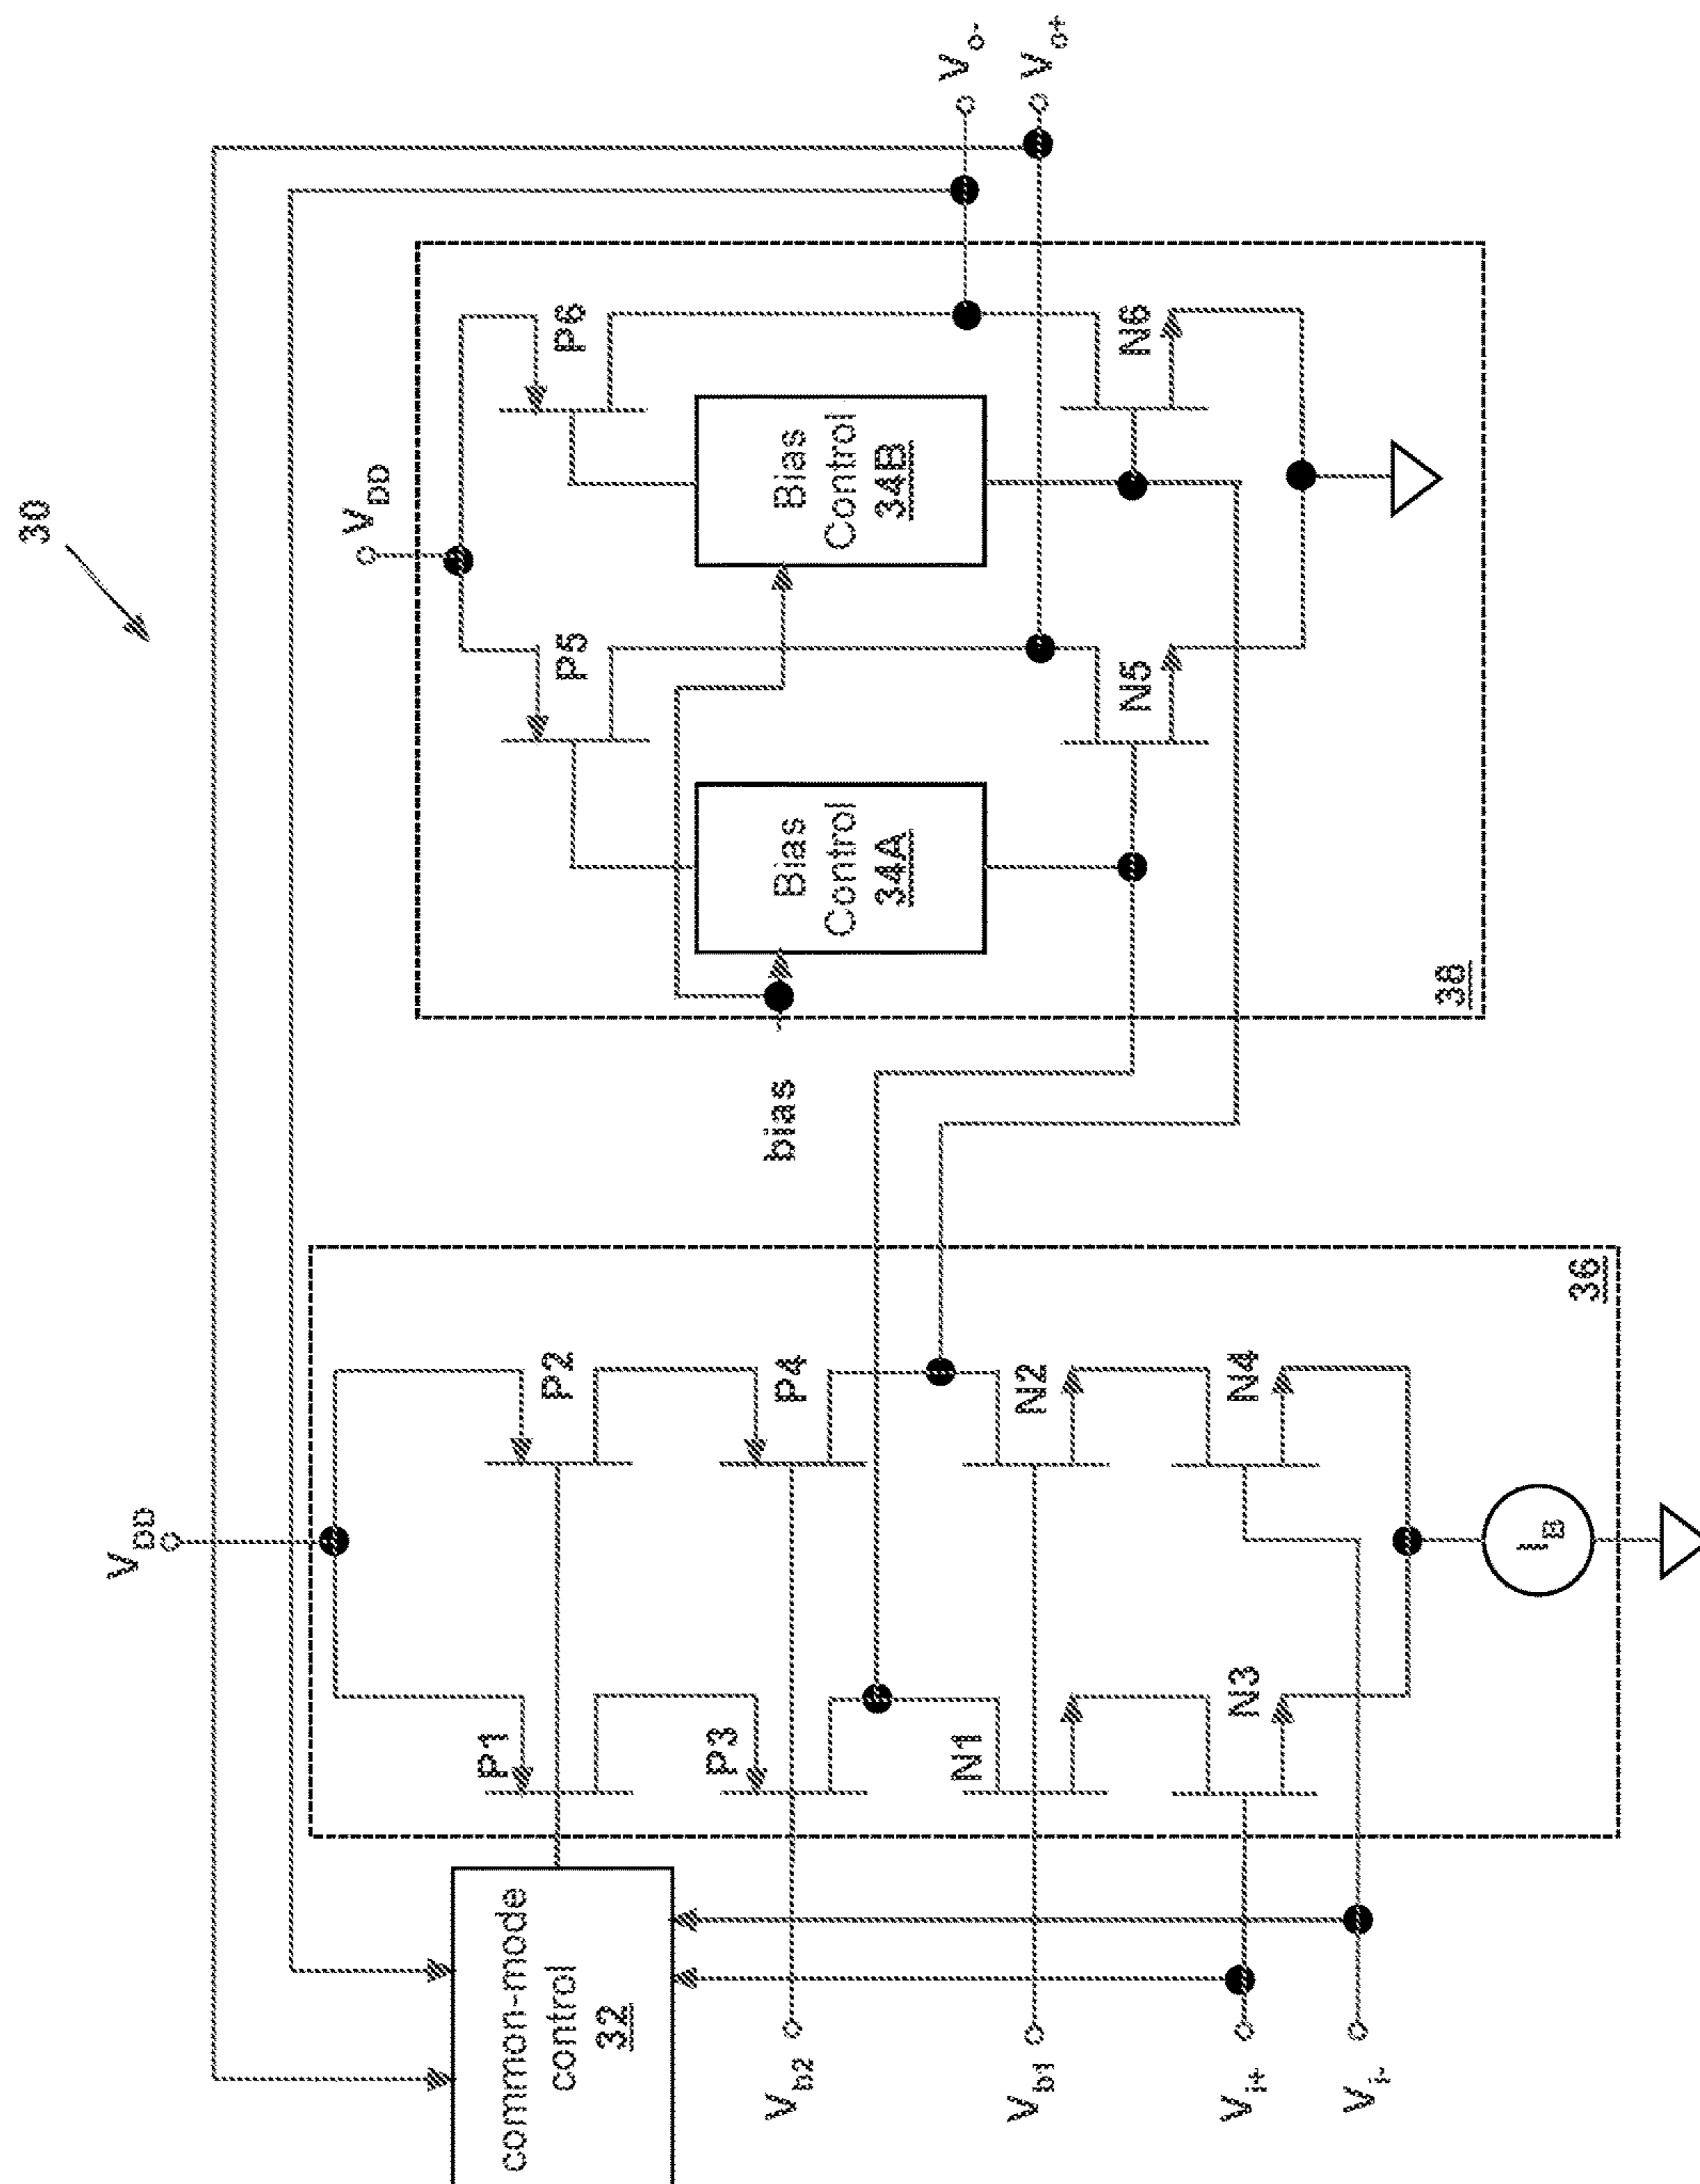 30
V_DD
V_DD
common-mode
control
32
P1
P2
P3
P4
N1
N2
N3
N4
I_B
36
V_b2
V_b1
V_i+
V_i-
bias
Bias
Control
34A
Bias
Control
34B
P5
P6
N5
N6
38
V_o-
V_o+